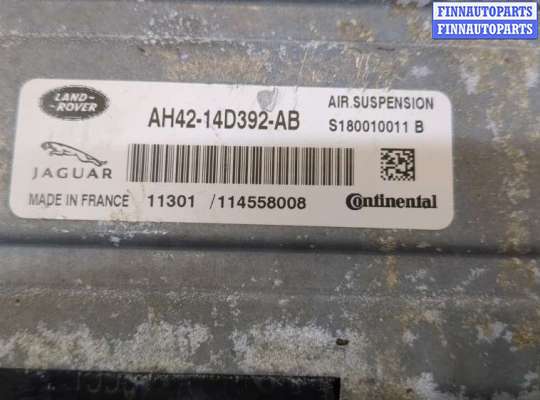 FINNAUTOPARTS
FINNAUTOPARTS
LAND-
ROVER
AH42-14D392-AB
AIR.SUSPENSION
S180010011 B
JAGUAR
MADE IN FRANCE
11301 /114558008
Continental